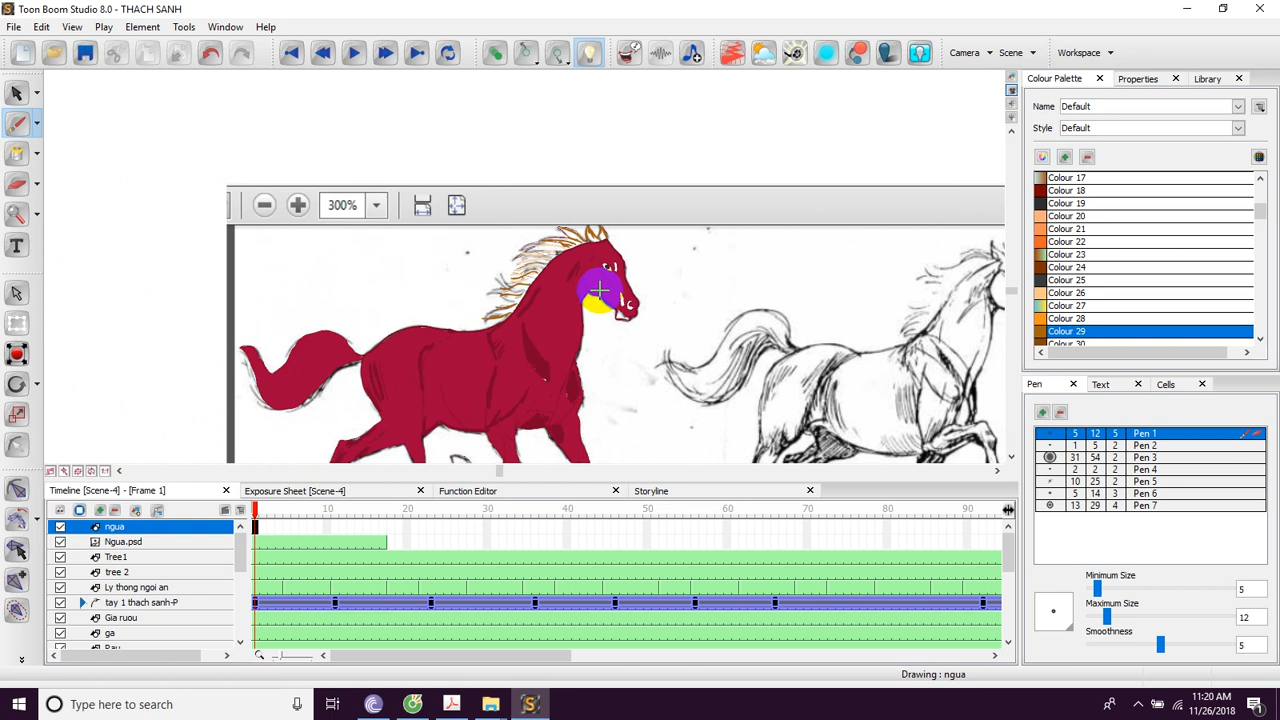 Toon Boom Studio 8.0 - THACH SANH
File Edit View Play Element Tools Window Help
Camera Scene Workspace
Colour Palette Properties Library
Name Default
Style Default
Colour 17
Colour 18
Colour 19
Colour 20
Colour 21
Colour 22
Colour 23
Colour 24
Colour 25
Colour 26
Colour 27
Colour 28
Colour 29
Colour 30
300%
Pen Text Cells
5 12 5 Pen 1
1 5 2 Pen 2
31 54 2 Pen 3
2 2 2 Pen 4
10 25 2 Pen 5
5 14 3 Pen 6
13 29 4 Pen 7
Minimum Size
5
Maximum Size
12
Smoothness
5
Timeline [Scene-4] - [Frame 1] Exposure Sheet [Scene-4] Function Editor Storyline
10 20 30 40 50 60 70 80 90
ngua
Ngua.psd
Tree1
tree 2
Ly thong ngoi an
tay 1 thach sanh-P
Gia ruou
ga
Drawing : ngua
Type here to search
11:20 AM
11/26/2018
1